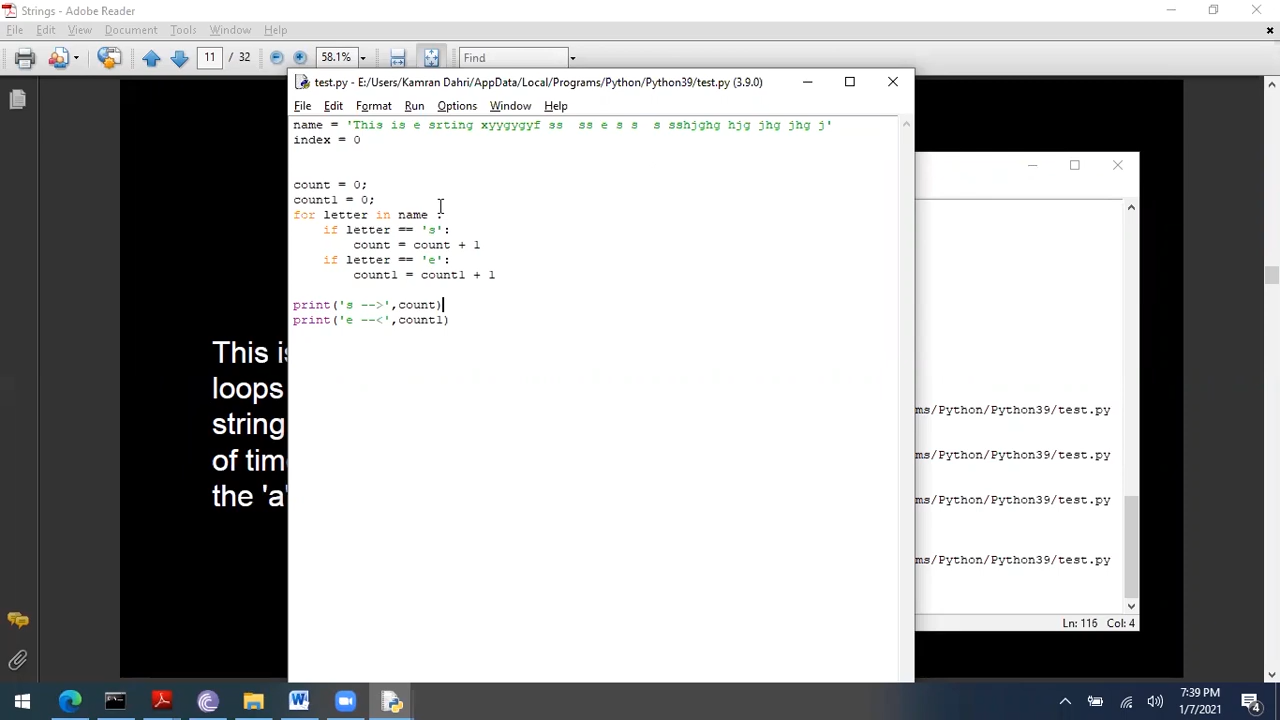 Strings - Adobe Reader
File Edit View Document Tools Window Help
11 / 32 58.1% Find
test.py - E:/Users/Kamran Dahri/AppData/Local/Programs/Python/Python39/test.py (3.9.0)
File Edit Format Run Options Window Help
name = 'This is e srting xyygygyf ss  ss e s s  s sshjghg hjg jhg jhg j'
index = 0
count = 0;
count1 = 0;
for letter in name :
if letter == 's':
count = count + 1
if letter == 'e':
count1 = count1 + 1
print('s -->',count)
print('e --<',count1)
This is
loops
string
of time
the 'a'
ms/Python/Python39/test.py
ms/Python/Python39/test.py
ms/Python/Python39/test.py
ms/Python/Python39/test.py
Ln: 116 Col: 4
7:39 PM
1/7/2021
4